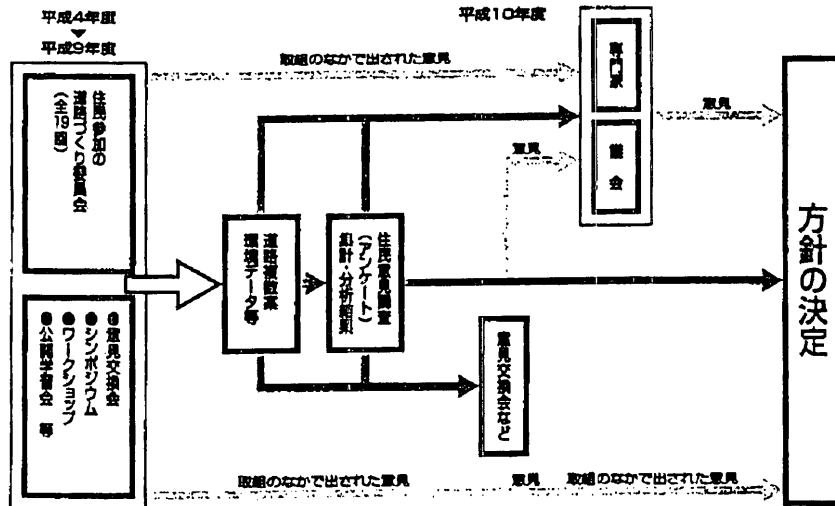 平成4年度
▼
平成9年度
平成10年度
住民参加の
道路づくり委員会
(全19回)
●意見交換会
●シンポジウム
●ワークショップ
●公開学習会 等
取組のなかで出された意見
道路複数案
環境データ等
住民意見調査
(アンケート)
集計・分析結果
意見交換会など
専門家
議会
意見
意見
方針の決定
取組のなかで出された意見
意見
取組のなかで出された意見